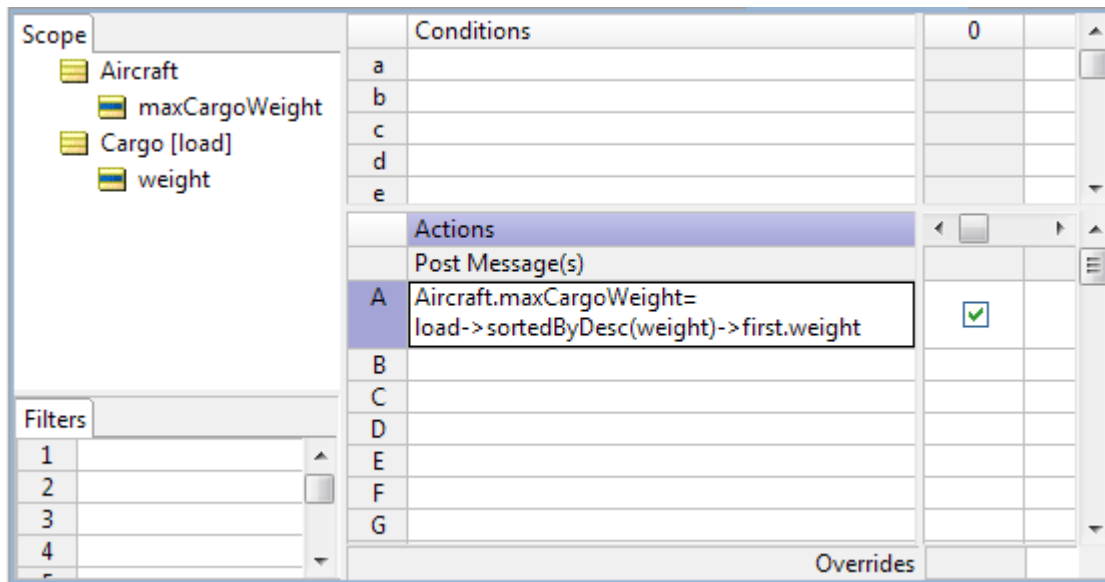 Scope
Aircraft
maxCargoWeight
Cargo [load]
weight
Filters
1
2
3
4
Conditions 0
a
b
c
d
e
Actions
Post Message(s)
A Aircraft.maxCargoWeight=
load->sortedByDesc(weight)->first.weight
B
C
D
E
F
G
Overrides